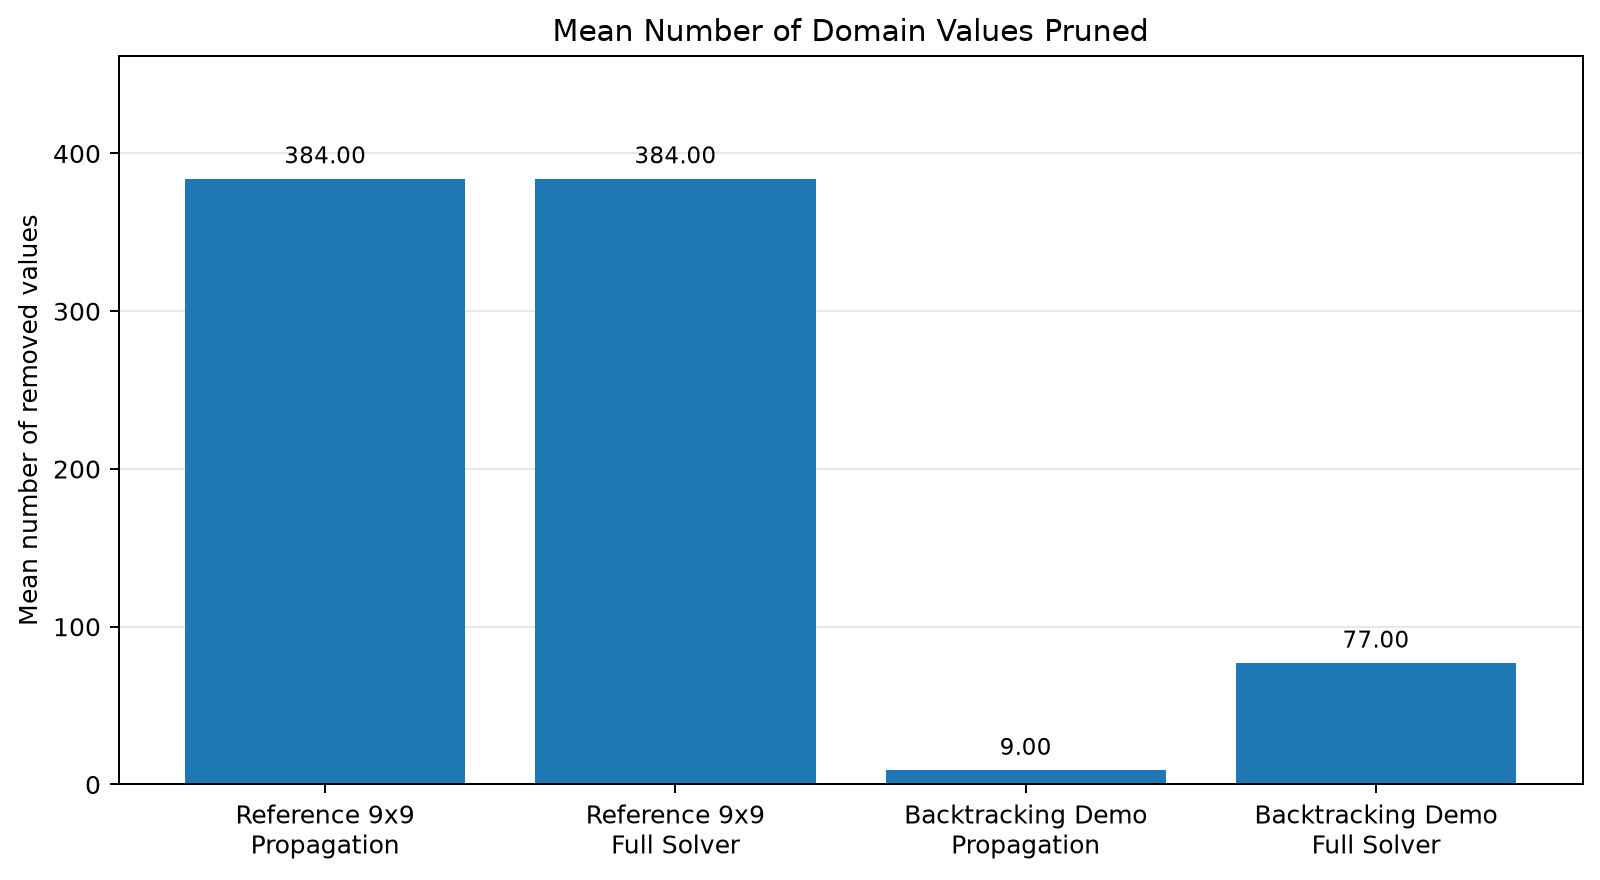 Mean Number of Domain Values Pruned
Mean number of removed values
400
300
200
100
0
384.00
384.00
9.00
77.00
Reference 9x9
Propagation
Reference 9x9
Full Solver
Backtracking Demo
Propagation
Backtracking Demo
Full Solver